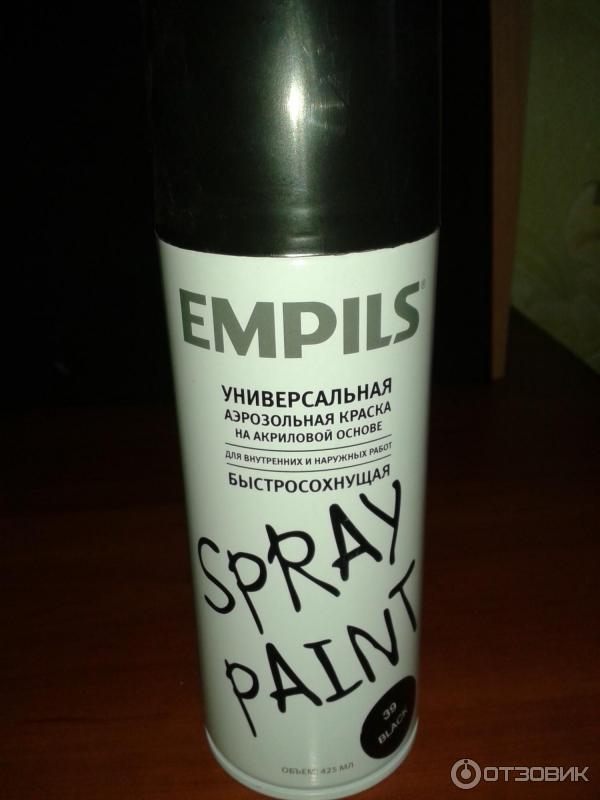 EMPILS®
УНИВЕРСАЛЬНАЯ
АЭРОЗОЛЬНАЯ КРАСКА
НА АКРИЛОВОЙ ОСНОВЕ
ДЛЯ ВНУТРЕННИХ И НАРУЖНЫХ РАБОТ
БЫСТРОСОХНУЩАЯ
SPRAY
PAINT
39
BLACK
ОБЪЕМ: 425 МЛ
ОТЗОВИК